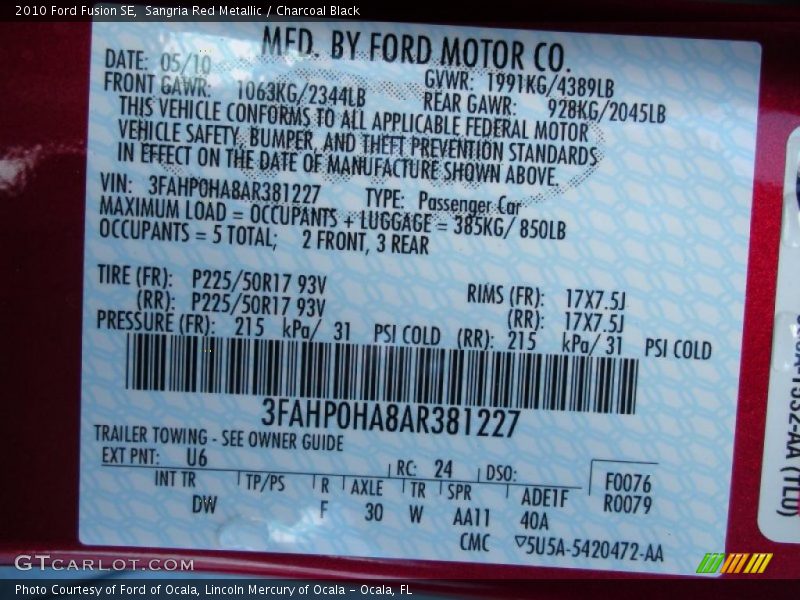 2010 Ford Fusion SE, Sangria Red Metallic / Charcoal Black
MFD. BY FORD MOTOR CO.
DATE: 05/10 GVWR: 1991KG/4389LB
FRONT GAWR: 1063KG/2344LB REAR GAWR: 928KG/2045LB
THIS VEHICLE CONFORMS TO ALL APPLICABLE FEDERAL MOTOR
VEHICLE SAFETY, BUMPER, AND THEFT PREVENTION STANDARDS
IN EFFECT ON THE DATE OF MANUFACTURE SHOWN ABOVE.
VIN: 3FAHP0HA8AR381227 TYPE: Passenger Car
MAXIMUM LOAD = OCCUPANTS + LUGGAGE = 385KG/ 850LB
OCCUPANTS = 5 TOTAL; 2 FRONT, 3 REAR
TIRE (FR): P225/50R17 93V RIMS (FR): 17X7.5J
(RR): P225/50R17 93V (RR): 17X7.5J
PRESSURE (FR): 215 kPa/ 31 PSI COLD (RR): 215 kPa/ 31 PSI COLD
3FAHP0HA8AR381227
TRAILER TOWING - SEE OWNER GUIDE
EXT PNT: U6 RC: 24 DSO: F0076
INT TR TP/PS R AXLE TR SPR ADE1F R0079
DW F 30 W AA11 40A
CMC ▽5U5A-5420472-AA
(TLD)
GTCARLOT.COM
Photo Courtesy of Ford of Ocala, Lincoln Mercury of Ocala – Ocala, FL